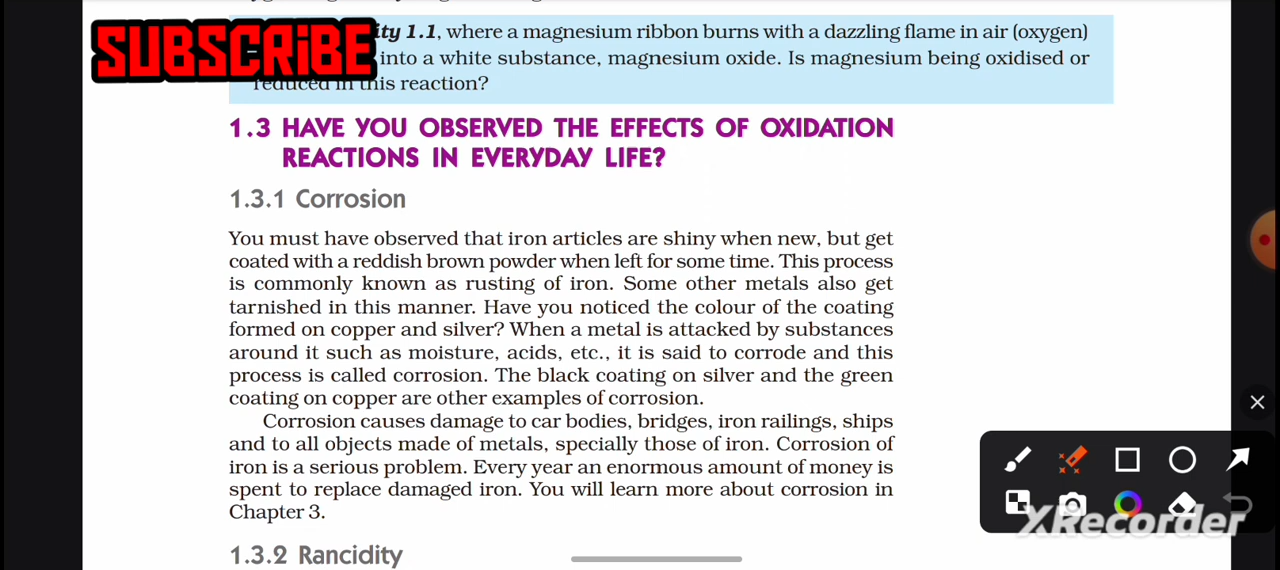 SUBSCRiBE
ity 1.1, where a magnesium ribbon burns with a dazzling flame in air (oxygen)
into a white substance, magnesium oxide. Is magnesium being oxidised or
reduced in this reaction?
1.3 HAVE YOU OBSERVED THE EFFECTS OF OXIDATION
REACTIONS IN EVERYDAY LIFE?
1.3.1 Corrosion
You must have observed that iron articles are shiny when new, but get
coated with a reddish brown powder when left for some time. This process
is commonly known as rusting of iron. Some other metals also get
tarnished in this manner. Have you noticed the colour of the coating
formed on copper and silver? When a metal is attacked by substances
around it such as moisture, acids, etc., it is said to corrode and this
process is called corrosion. The black coating on silver and the green
coating on copper are other examples of corrosion.
Corrosion causes damage to car bodies, bridges, iron railings, ships
and to all objects made of metals, specially those of iron. Corrosion of
iron is a serious problem. Every year an enormous amount of money is
spent to replace damaged iron. You will learn more about corrosion in
Chapter 3.
1.3.2 Rancidity
XRecorder